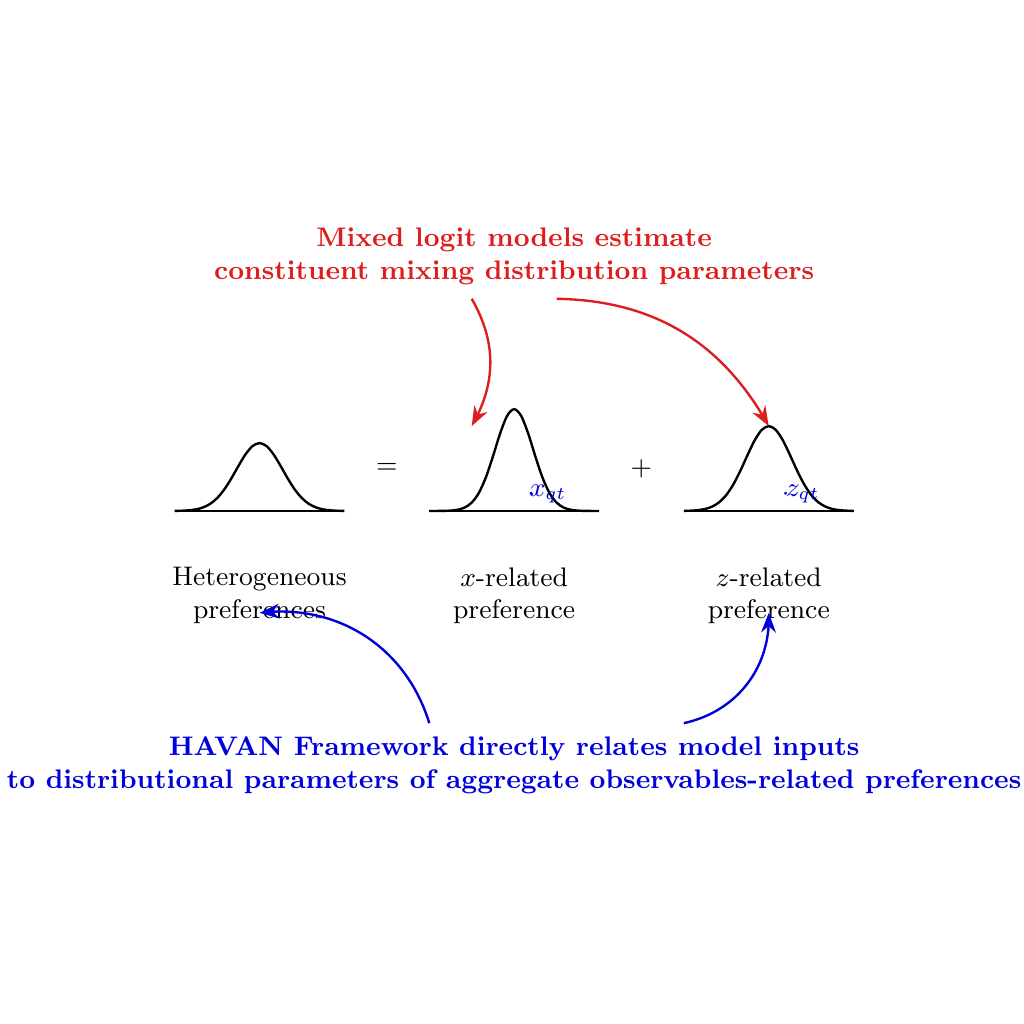 Mixed logit models estimate
constituent mixing distribution parameters
=
+
x_{qt}
z_{qt}
Heterogeneous
preferences
x-related
preference
z-related
preference
HAVAN Framework directly relates model inputs
to distributional parameters of aggregate observables-related preferences